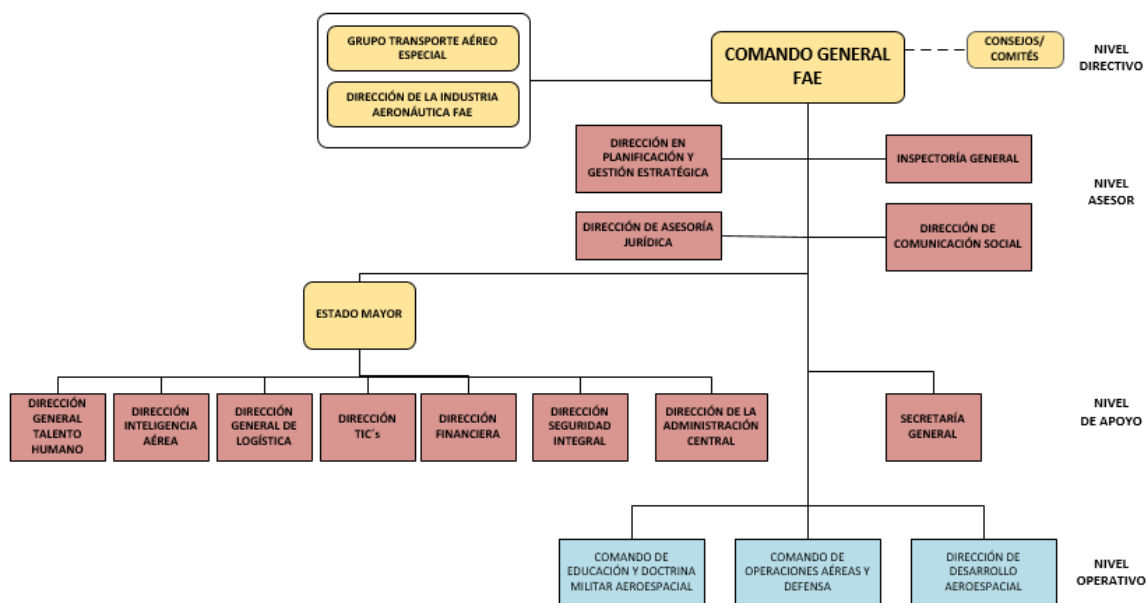 GRUPO TRANSPORTE AÉREO
ESPECIAL
DIRECCIÓN DE LA INDUSTRIA
AERONÁUTICA FAE
COMANDO GENERAL
FAE
CONSEJOS/
COMITÉS
NIVEL
DIRECTIVO
DIRECCIÓN EN
PLANIFICACIÓN Y
GESTIÓN ESTRATÉGICA
INSPECTORÍA GENERAL
NIVEL
ASESOR
DIRECCIÓN DE ASESORÍA
JURÍDICA
DIRECCIÓN DE
COMUNICACIÓN SOCIAL
ESTADO MAYOR
DIRECCIÓN
GENERAL
TALENTO
HUMANO
DIRECCIÓN
INTELIGENCIA
AÉREA
DIRECCIÓN
GENERAL DE
LOGÍSTICA
DIRECCIÓN
TIC´s
DIRECCIÓN
FINANCIERA
DIRECCIÓN
SEGURIDAD
INTEGRAL
DIRECCIÓN DE LA
ADMINISTRACIÓN
CENTRAL
SECRETARÍA
GENERAL
NIVEL
DE APOYO
COMANDO DE
EDUCACIÓN Y DOCTRINA
MILITAR AEROESPACIAL
COMANDO DE
OPERACIONES AÉREAS Y
DEFENSA
DIRECCIÓN DE
DESARROLLO
AEROESPACIAL
NIVEL
OPERATIVO